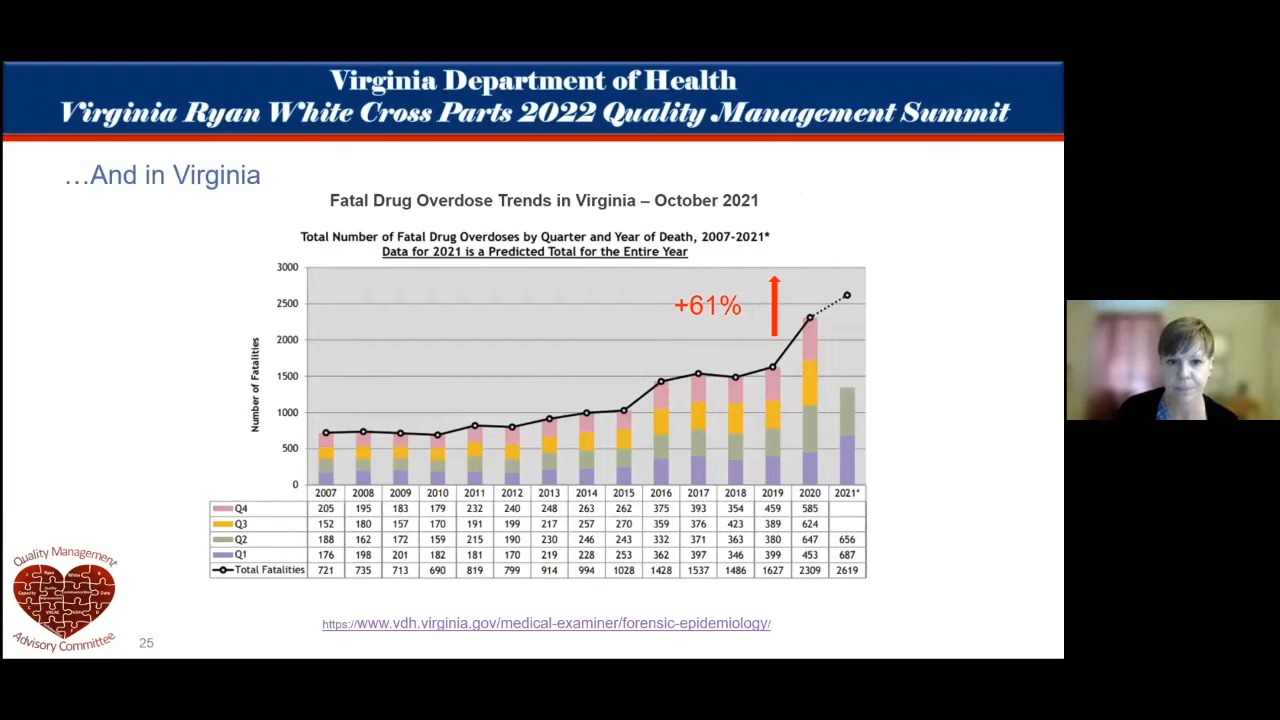 Virginia Department of Health
Virginia Ryan White Cross Parts 2022 Quality Management Summit
…And in Virginia
Fatal Drug Overdose Trends in Virginia – October 2021
Total Number of Fatal Drug Overdoses by Quarter and Year of Death, 2007-2021*
Data for 2021 is a Predicted Total for the Entire Year
Number of Fatalities
3000
2500
2000
1500
1000
500
0
+61%
2007 2008 2009 2010 2011 2012 2013 2014 2015 2016 2017 2018 2019 2020 2021*
Q4 205 195 183 179 232 240 248 263 262 375 393 354 459 585
Q3 152 180 157 170 191 199 217 257 270 359 376 423 389 624
Q2 188 162 172 159 215 190 230 246 243 332 371 363 380 647 656
Q1 176 198 201 182 181 170 219 228 253 362 397 346 399 453 687
Total Fatalities 721 735 713 690 819 799 914 994 1028 1428 1537 1486 1627 2309 2619
https://www.vdh.virginia.gov/medical-examiner/forensic-epidemiology/
Quality Management
Ryan White
Capacity
Data
Advisory Committee
25